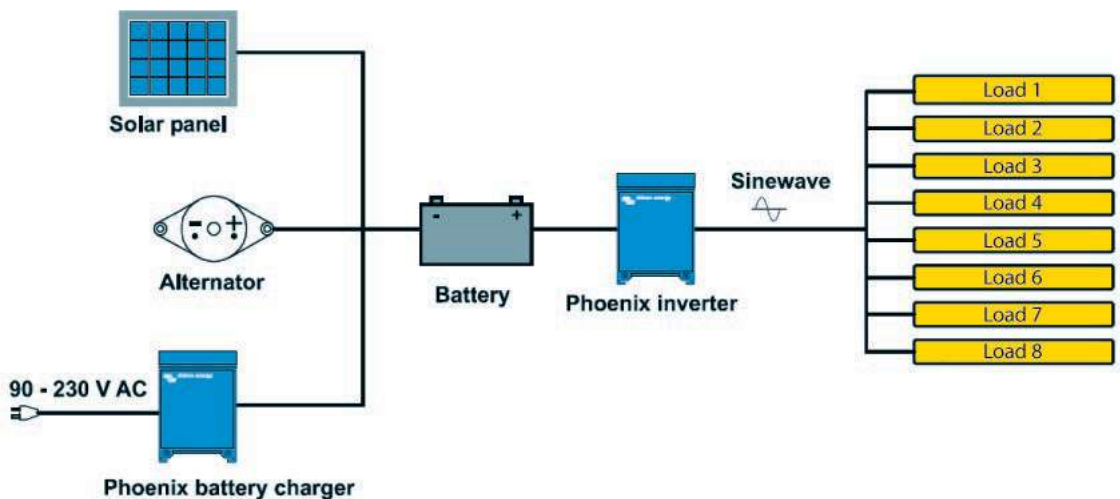 Solar panel
Alternator
90 - 230 V AC
Phoenix battery charger
- +
- +
Battery
Phoenix inverter
Sinewave
Load 1
Load 2
Load 3
Load 4
Load 5
Load 6
Load 7
Load 8